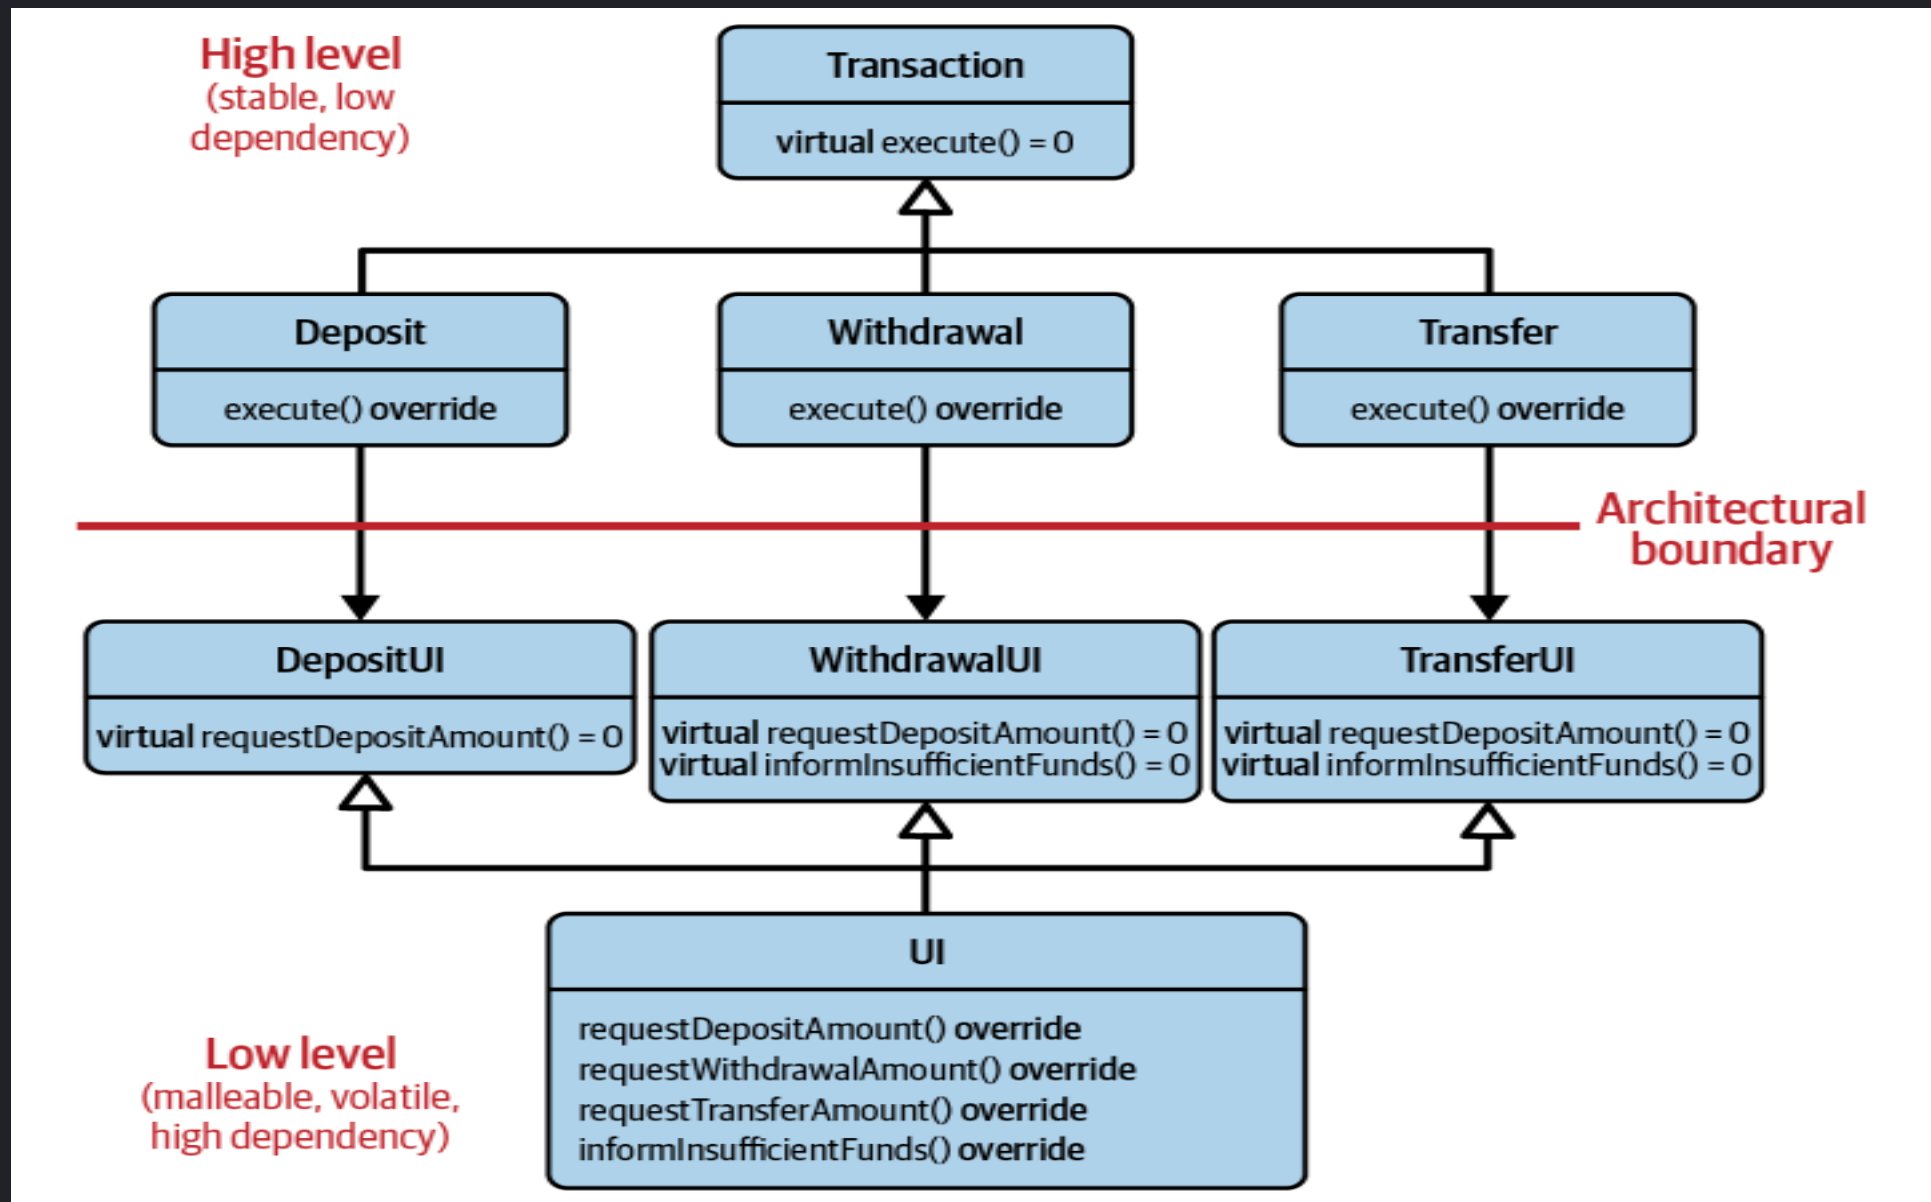 High level
(stable, low
dependency)
Transaction
virtual execute() = 0
Deposit
execute() override
Withdrawal
execute() override
Transfer
execute() override
Architectural
boundary
DepositUI
virtual requestDepositAmount() = 0
WithdrawalUI
virtual requestDepositAmount() = 0
virtual informInsufficientFunds() = 0
TransferUI
virtual requestDepositAmount() = 0
virtual informInsufficientFunds() = 0
UI
requestDepositAmount() override
requestWithdrawalAmount() override
requestTransferAmount() override
informInsufficientFunds() override
Low level
(malleable, volatile,
high dependency)